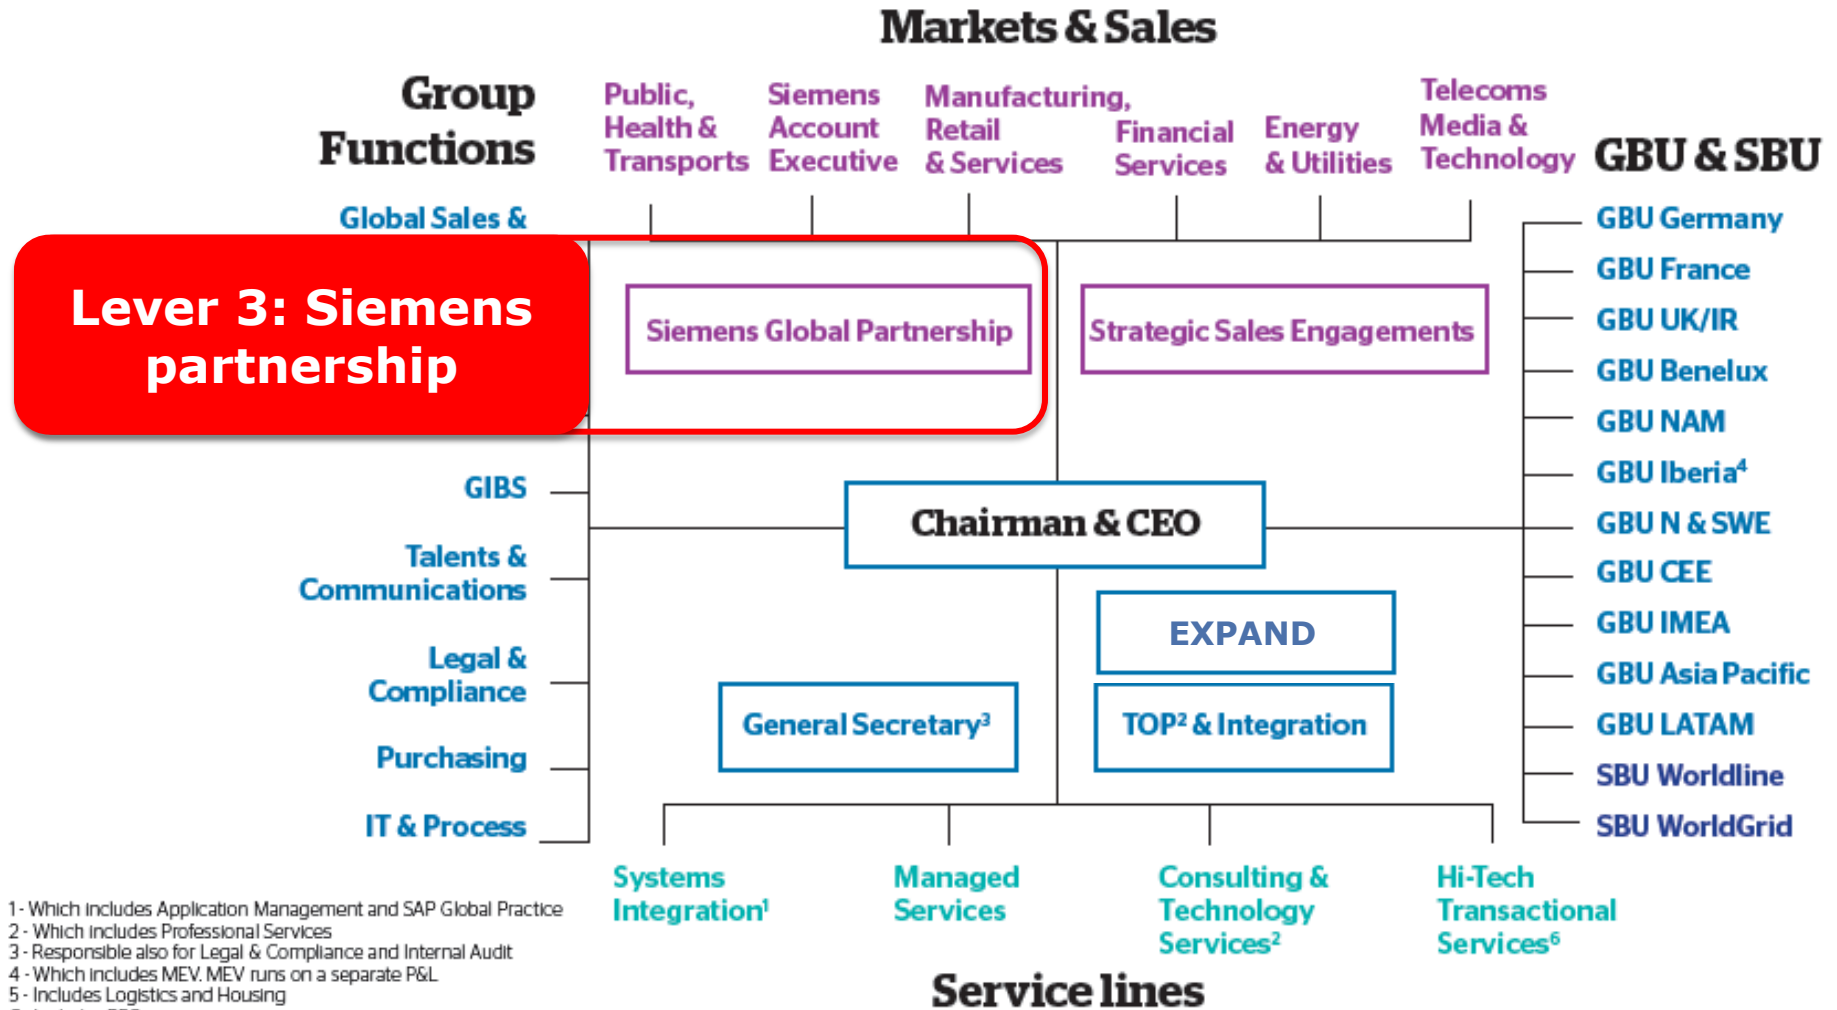 Markets & Sales
Group
Functions
Public,
Health &
Transports
Siemens
Account
Executive
Manufacturing,
Retail
& Services
Financial
Services
Energy
& Utilities
Telecoms
Media &
Technology
GBU & SBU
Global Sales &
Lever 3: Siemens
partnership
Siemens Global Partnership
Strategic Sales Engagements
GBU Germany
GBU France
GBU UK/IR
GBU Benelux
GBU NAM
GBU Iberia⁴
GBU N & SWE
GBU CEE
GBU IMEA
GBU Asia Pacific
GBU LATAM
SBU Worldline
SBU WorldGrid
GIBS
Talents &
Communications
Legal &
Compliance
Purchasing
IT & Process
Chairman & CEO
EXPAND
General Secretary³
TOP² & Integration
Systems
Integration¹
Managed
Services
Consulting &
Technology
Services²
Hi-Tech
Transactional
Services⁶
Service lines
1 - Which includes Application Management and SAP Global Practice
2 - Which includes Professional Services
3 - Responsible also for Legal & Compliance and Internal Audit
4 - Which includes MEV. MEV runs on a separate P&L
5 - Includes Logistics and Housing